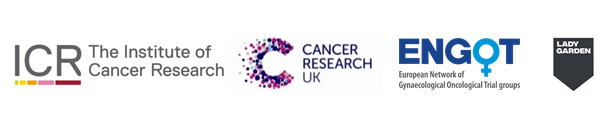 ICR
The Institute of
Cancer Research
CANCER
RESEARCH
UK
ENGOT
European Network of
Gynaecological Oncological Trial groups
LADY
GARDEN